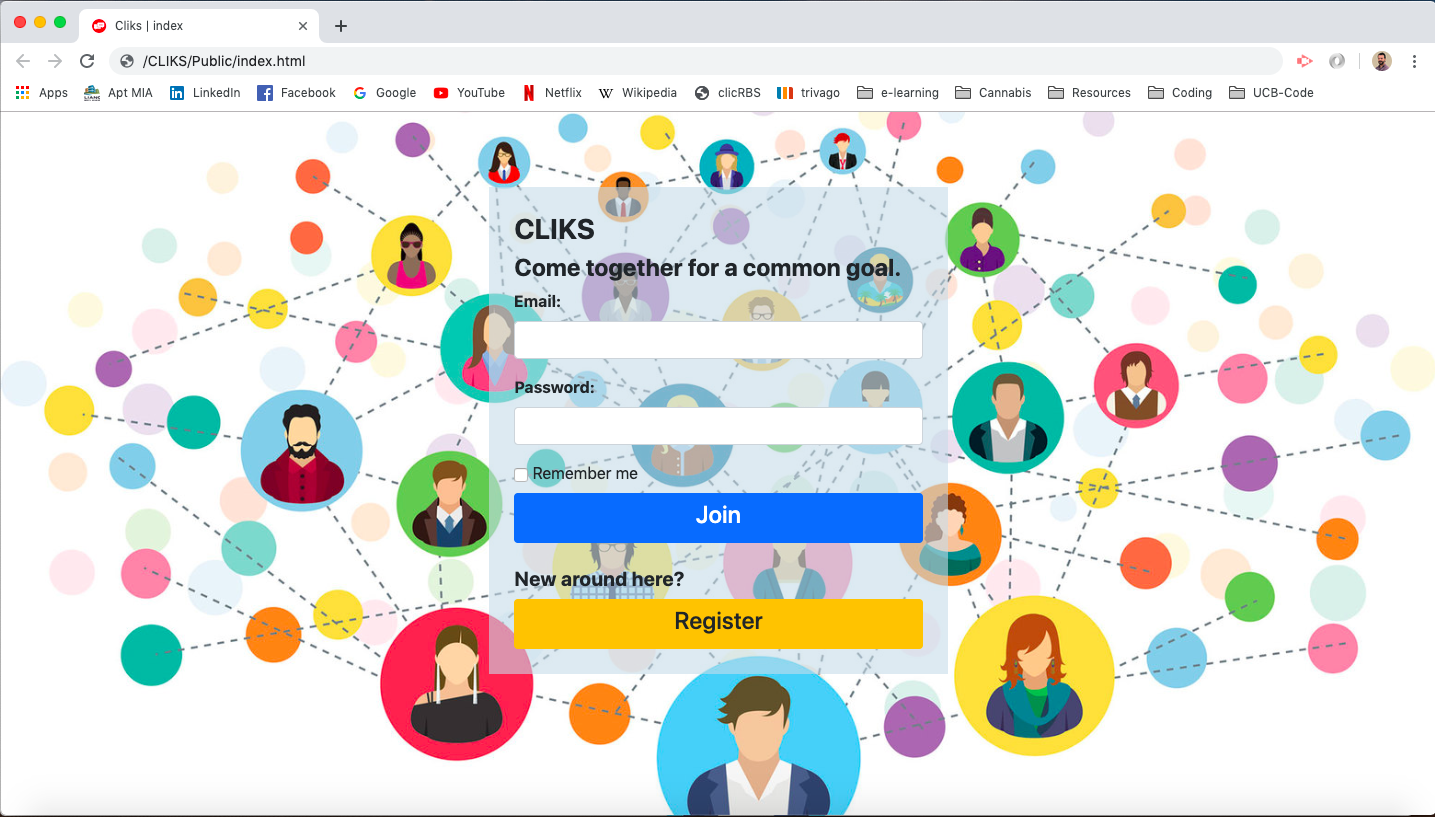 Cliks | index
/CLIKS/Public/index.html
Apps Apt MIA LinkedIn Facebook Google YouTube Netflix Wikipedia clicRBS trivago e-learning Cannabis Resources Coding UCB-Code
CLIKS
Come together for a common goal.
Email:
Password:
Remember me
Join
New around here?
Register